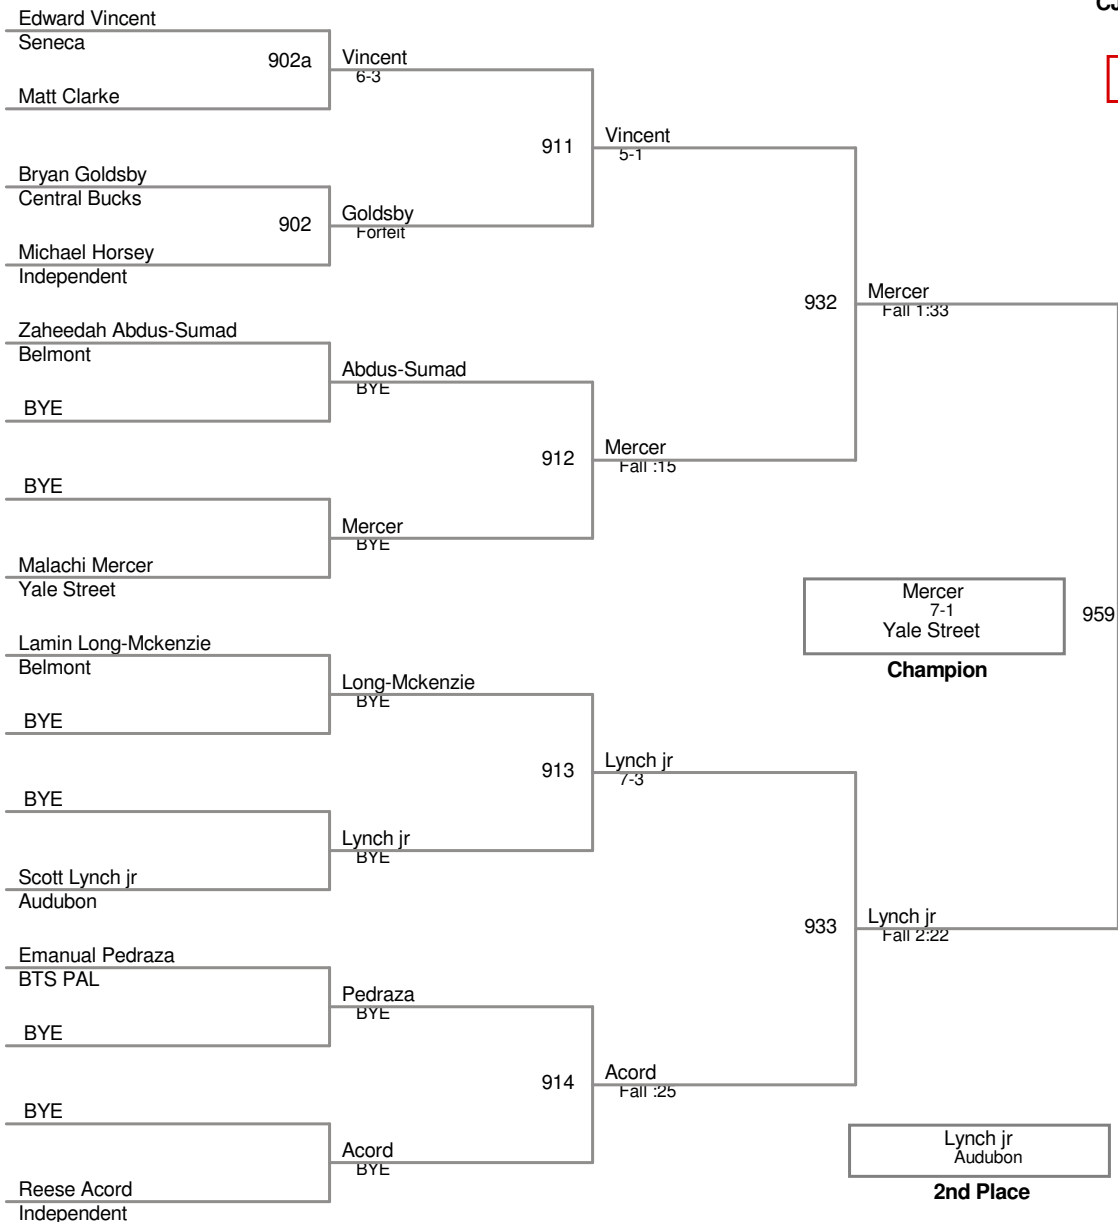 CJ
Edward Vincent
Seneca
902a
Vincent
6-3
Matt Clarke
911
Vincent
5-1
Bryan Goldsby
Central Bucks
902
Goldsby
Forfeit
Michael Horsey
Independent
932
Mercer
Fall 1:33
Zaheedah Abdus-Sumad
Belmont
Abdus-Sumad
BYE
BYE
912
Mercer
Fall :15
BYE
Mercer
BYE
Malachi Mercer
Yale Street
Mercer
7-1
Yale Street
959
Champion
Lamin Long-Mckenzie
Belmont
Long-Mckenzie
BYE
BYE
913
Lynch jr
7-3
BYE
Lynch jr
BYE
Scott Lynch jr
Audubon
933
Lynch jr
Fall 2:22
Emanual Pedraza
BTS PAL
Pedraza
BYE
BYE
914
Acord
Fall :25
BYE
Acord
BYE
Reese Acord
Independent
Lynch jr
Audubon
2nd Place